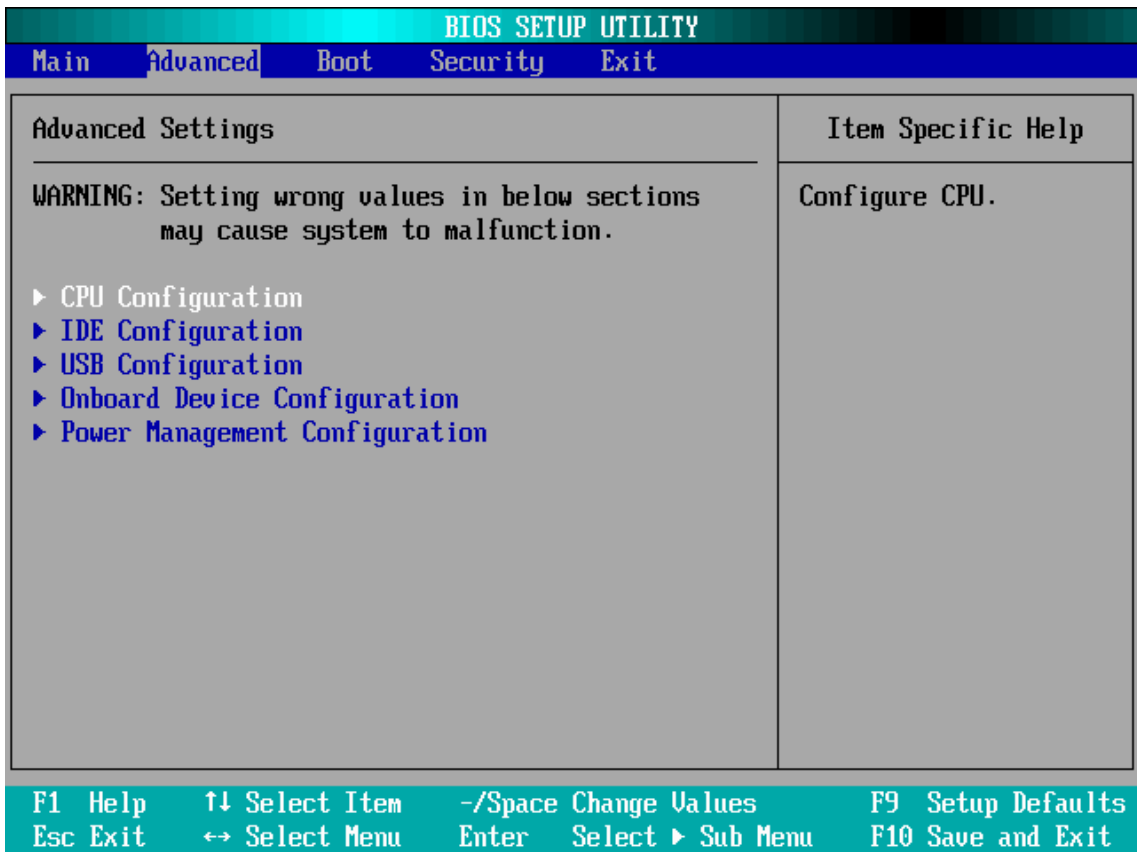 BIOS SETUP UTILITY
Main Advanced Boot Security Exit
Advanced Settings
WARNING: Setting wrong values in below sections
may cause system to malfunction.
▶ CPU Configuration
▶ IDE Configuration
▶ USB Configuration
▶ Onboard Device Configuration
▶ Power Management Configuration
Item Specific Help
Configure CPU.
F1 Help ↑↓ Select Item -/Space Change Values F9 Setup Defaults
Esc Exit ↔ Select Menu Enter Select ▶ Sub Menu F10 Save and Exit